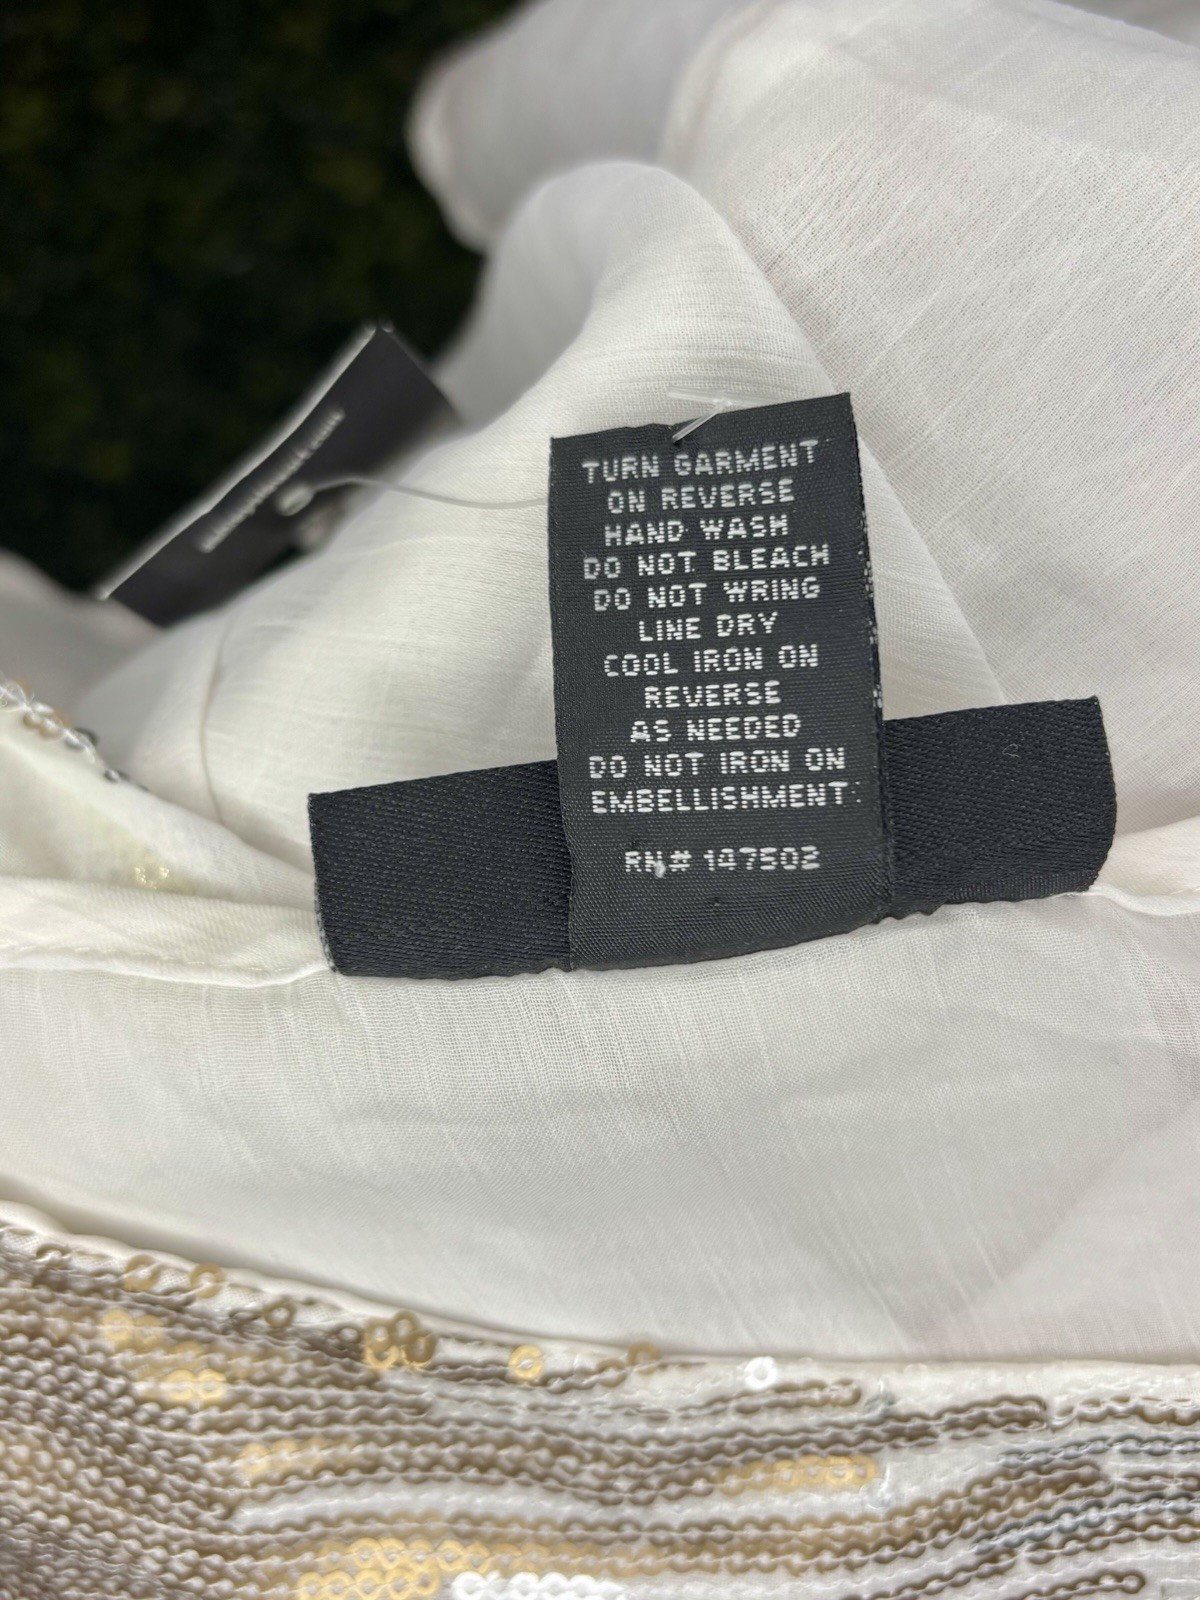 TURN GARMENT
ON REVERSE
HAND WASH
DO NOT BLEACH
DO NOT WRING
LINE DRY
COOL IRON ON
REVERSE
AS NEEDED
DO NOT IRON ON
EMBELLISHMENT
RN# 147502